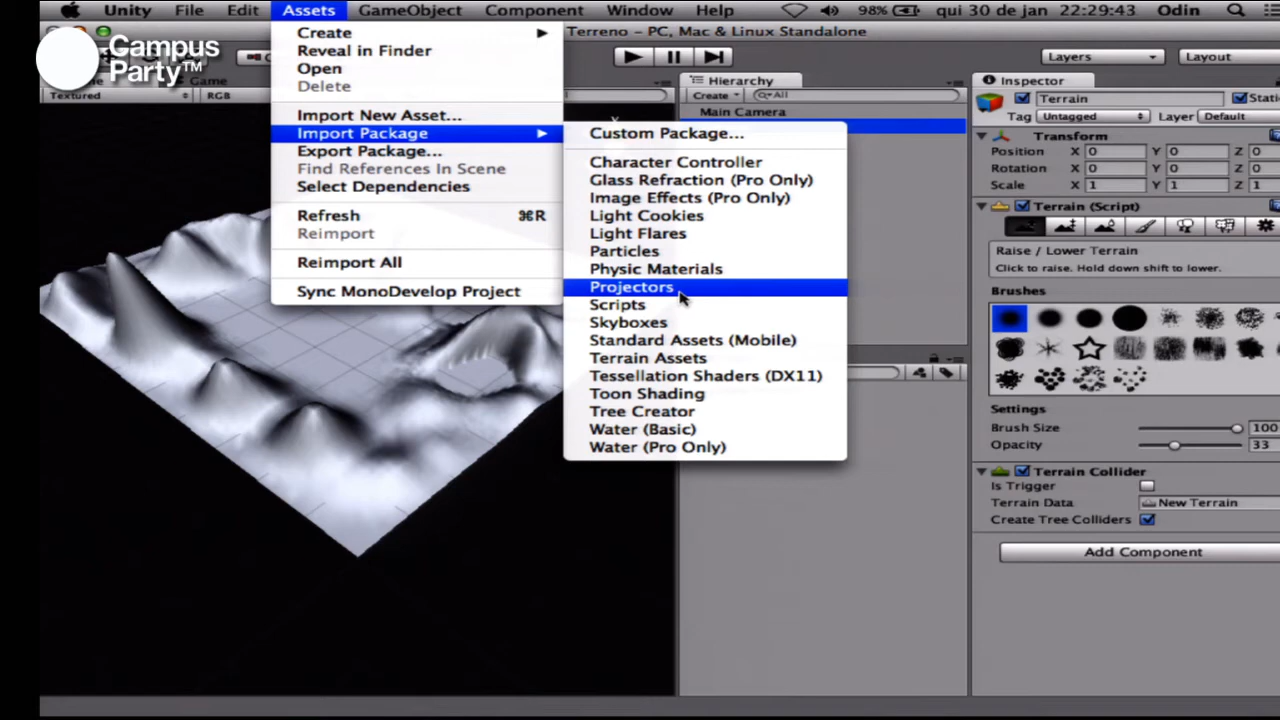 Unity File Edit Assets GameObject Component Window Help 98% qui 30 de jan 22:29:43 Odin
Campus
Party™
Terreno – PC, Mac & Linux Standalone
Game
Layers
Layout
Textured
RGB
Create
Reveal in Finder
Open
Delete
Import New Asset...
Import Package
Export Package...
Find References In Scene
Select Dependencies
Refresh ⌘R
Reimport
Reimport All
Sync MonoDevelop Project
Custom Package...
Character Controller
Glass Refraction (Pro Only)
Image Effects (Pro Only)
Light Cookies
Light Flares
Particles
Physic Materials
Projectors
Scripts
Skyboxes
Standard Assets (Mobile)
Terrain Assets
Tessellation Shaders (DX11)
Toon Shading
Tree Creator
Water (Basic)
Water (Pro Only)
Hierarchy
Create All
Main Camera
Inspector
Terrain
Tag Untagged Layer Default
Transform
Position X 0 Y 0 Z 0
Rotation X 0 Y 0 Z 0
Scale X 1 Y 1 Z 1
Terrain (Script)
Raise / Lower Terrain
Click to raise. Hold down shift to lower.
Brushes
Settings
Brush Size 100
Opacity 33
Terrain Collider
Is Trigger
Terrain Data New Terrain
Create Tree Colliders
Add Component